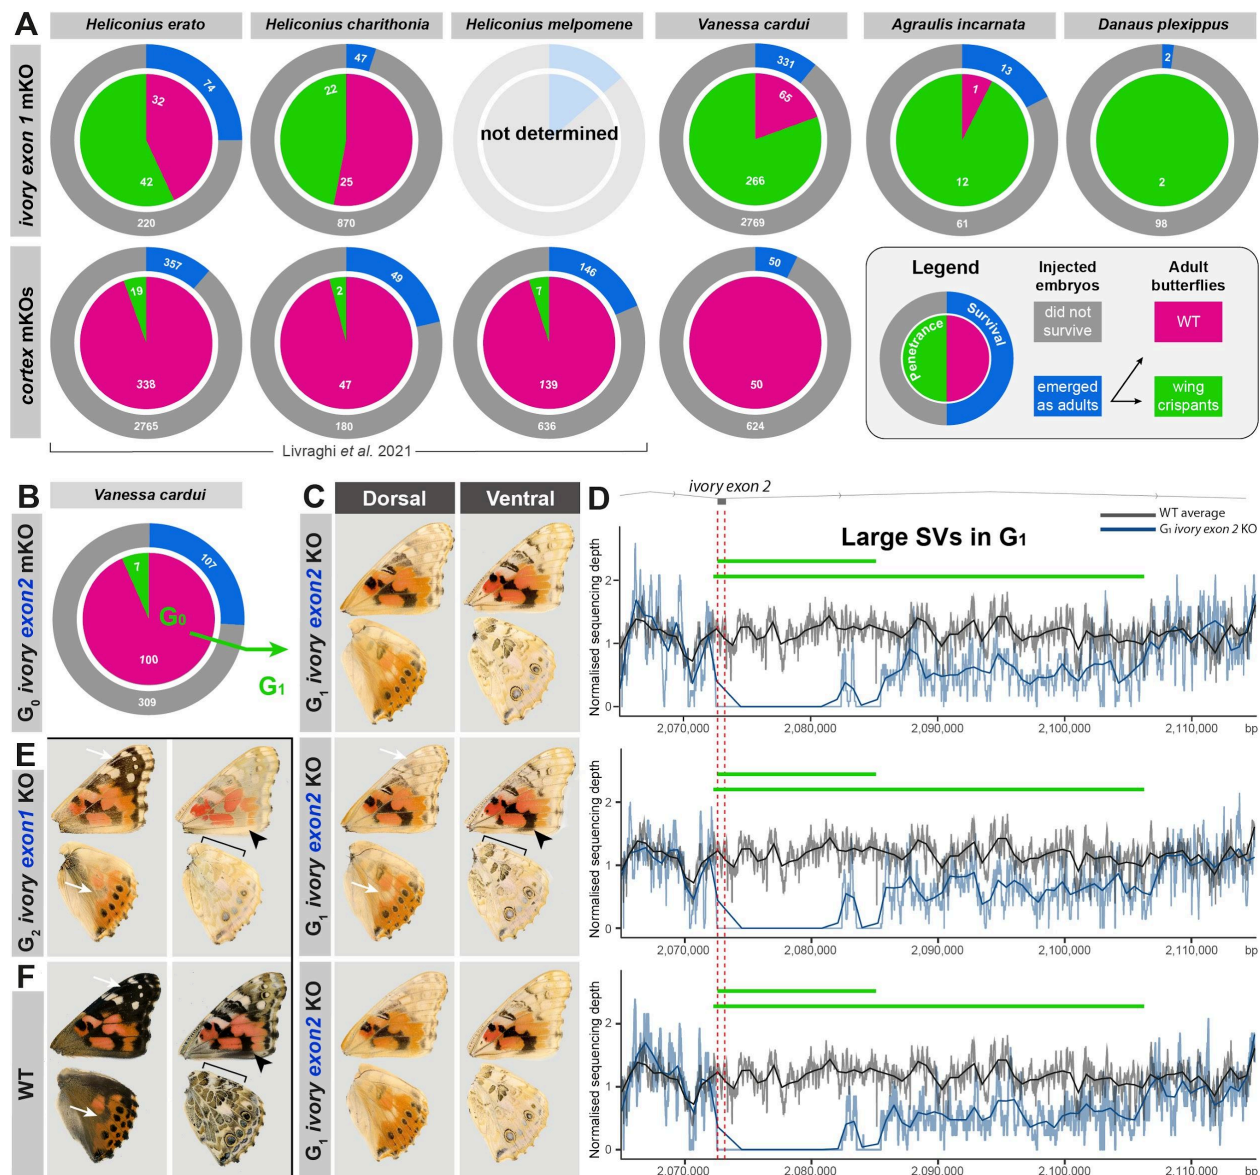 A
Heliconius erato
Heliconius charithonia
Heliconius melpomene
Vanessa cardui
Agraulis incarnata
Danaus plexippus
ivory exon 1 mKO
74
32
42
220
47
22
25
870
not determined
331
65
266
2769
13
1
12
61
2
2
98
cortex mKOs
357
19
338
2765
49
2
47
180
146
7
139
636
50
50
624
Livraghi et al. 2021
Legend
Injected
embryos
Adult
butterflies
Penetrance
Survival
did not
survive
WT
emerged
as adults
wing
crispants
B
Vanessa cardui
G0 ivory exon2 mKO
107
7
G0
100
309
G1
C
Dorsal
Ventral
G1 ivory exon2 KO
G1 ivory exon2 KO
G1 ivory exon2 KO
D
ivory exon 2
Large SVs in G1
WT average
G1 ivory exon 2 KO
Normalised sequencing depth
2
1
0
2,070,000
2,080,000
2,090,000
2,100,000
2,110,000
bp
Normalised sequencing depth
2
1
0
2,070,000
2,080,000
2,090,000
2,100,000
2,110,000
bp
Normalised sequencing depth
2
1
0
2,070,000
2,080,000
2,090,000
2,100,000
2,110,000
bp
E
G2 ivory exon1 KO
F
WT